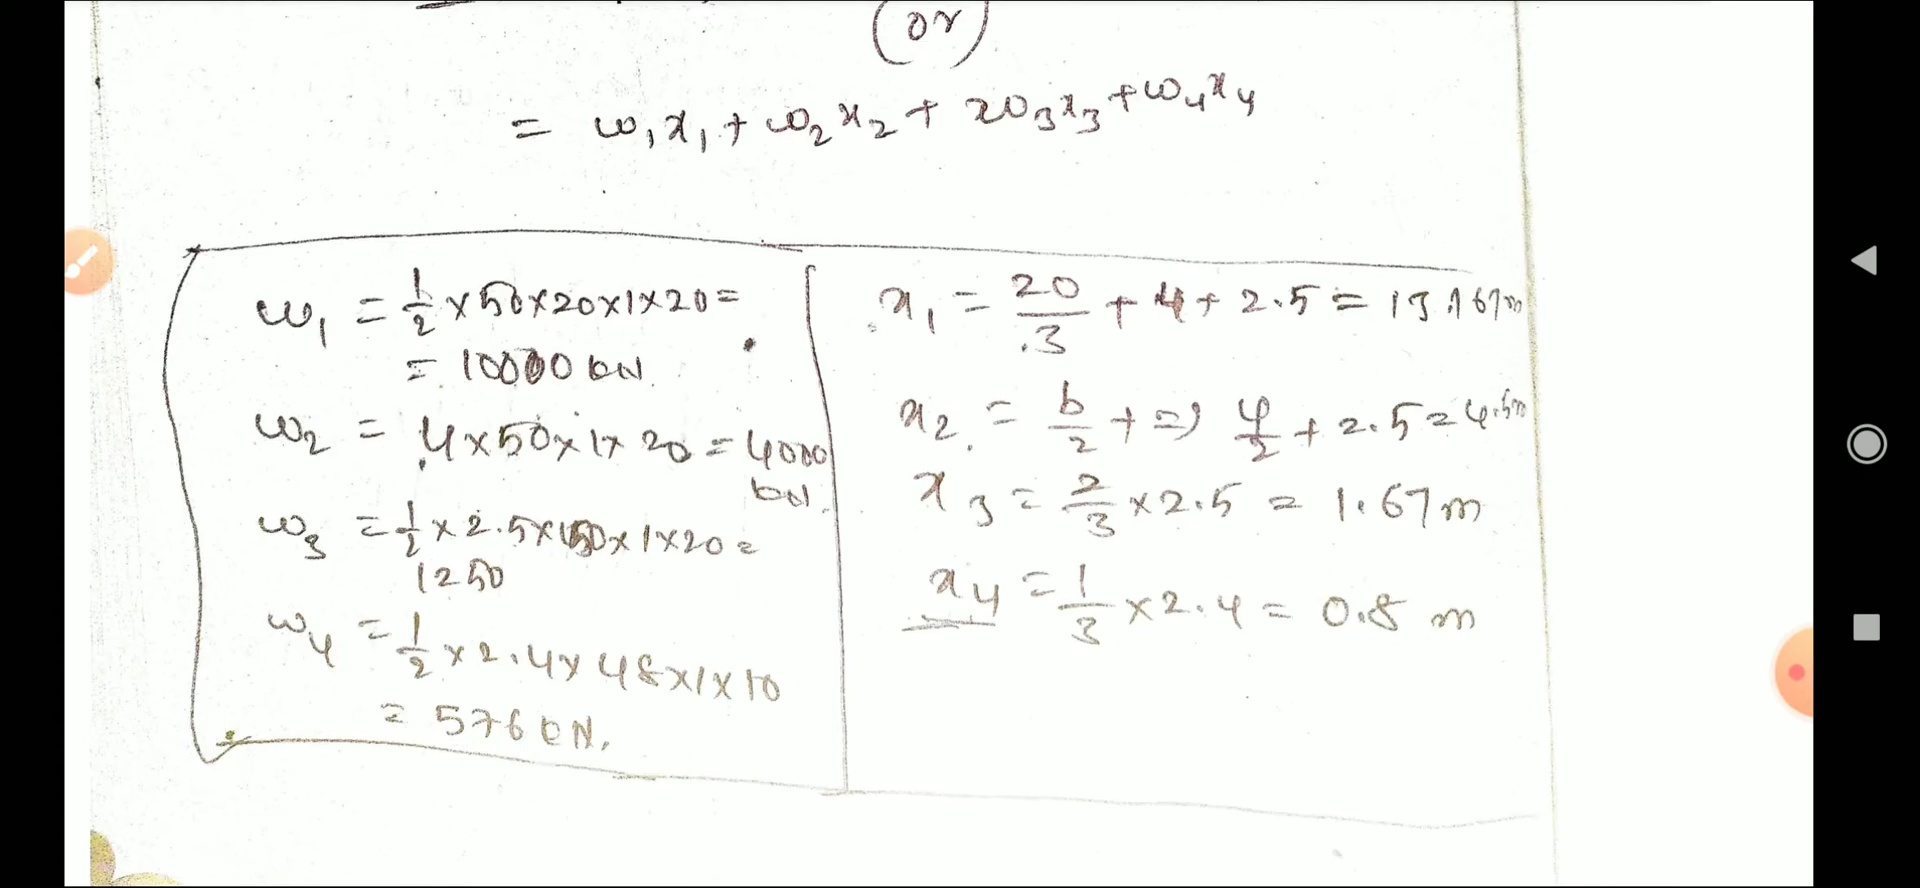 (or)
= w₁x₁ + w₂x₂ + w₃x₃ + w₄x₄
w₁ = 1/2 × 50 × 20 × 1 × 20 =
= 10000 kN
w₂ = 4 × 50 × 1 × 20 = 4000
kN.
w₃ = 1/2 × 2.5 × 50 × 1 × 20 =
1250
w₄ = 1/2 × 2.4 × 48 × 1 × 10
= 576 kN.
x₁ = 20/3 + 4 + 2.5 = 13.167m
x₂ = b/2 + => 4/2 + 2.5 = 4.5m
x₃ = 2/3 × 2.5 = 1.67 m
x₄ = 1/3 × 2.4 = 0.8 m